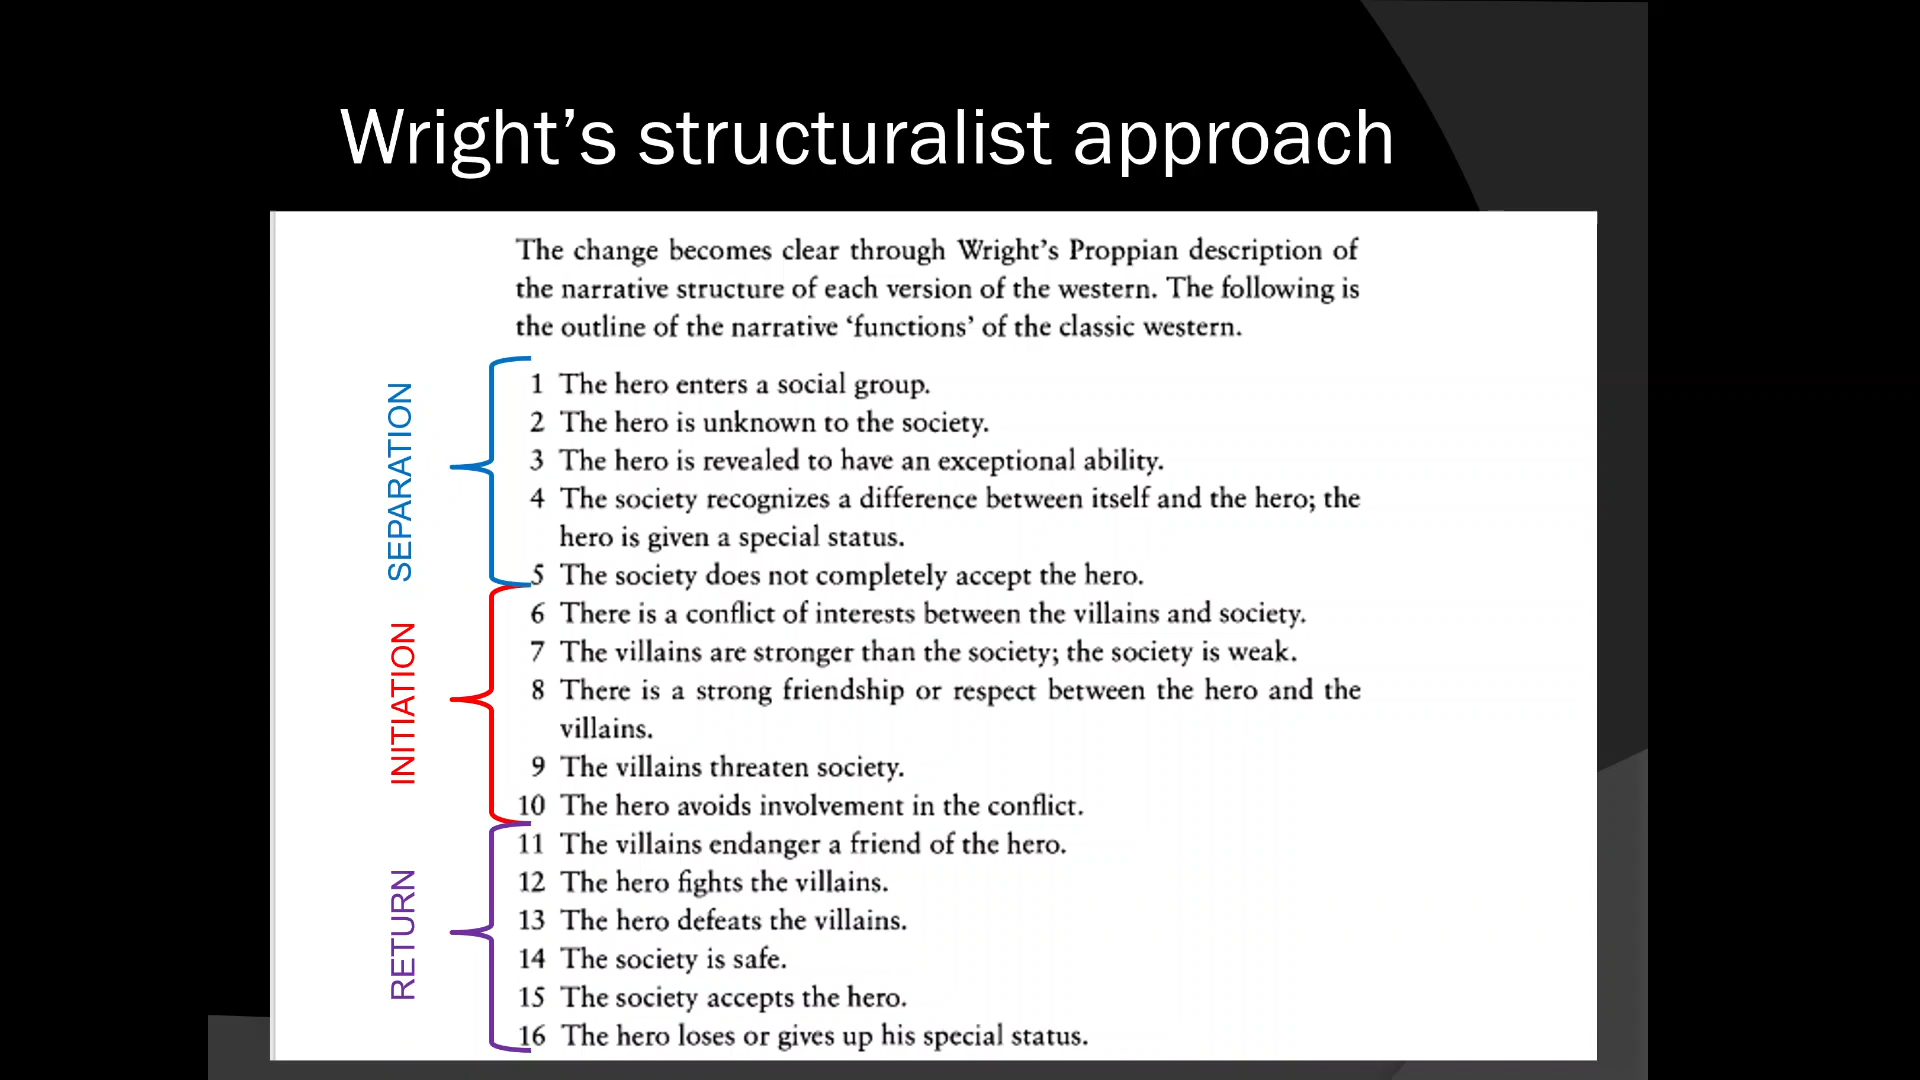 Wright’s structuralist approach
The change becomes clear through Wright’s Proppian description of
the narrative structure of each version of the western. The following is
the outline of the narrative ‘functions’ of the classic western.
SEPARATION
1 The hero enters a social group.
2 The hero is unknown to the society.
3 The hero is revealed to have an exceptional ability.
4 The society recognizes a difference between itself and the hero; the
hero is given a special status.
5 The society does not completely accept the hero.
INITIATION
6 There is a conflict of interests between the villains and society.
7 The villains are stronger than the society; the society is weak.
8 There is a strong friendship or respect between the hero and the
villains.
9 The villains threaten society.
10 The hero avoids involvement in the conflict.
RETURN
11 The villains endanger a friend of the hero.
12 The hero fights the villains.
13 The hero defeats the villains.
14 The society is safe.
15 The society accepts the hero.
16 The hero loses or gives up his special status.